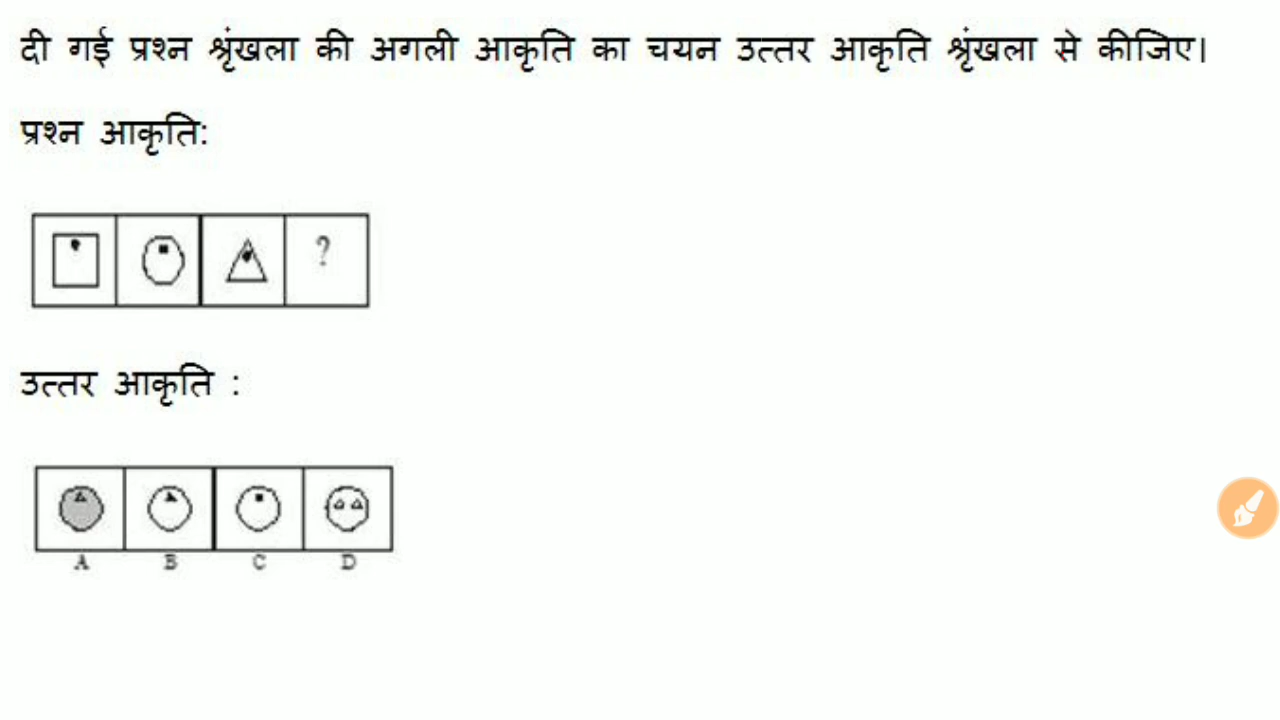 दी गई प्रश्न श्रृंखला की अगली आकृति का चयन उत्तर आकृति श्रृंखला से कीजिए।
प्रश्न आकृति:
?
उत्तर आकृति :
A B C D